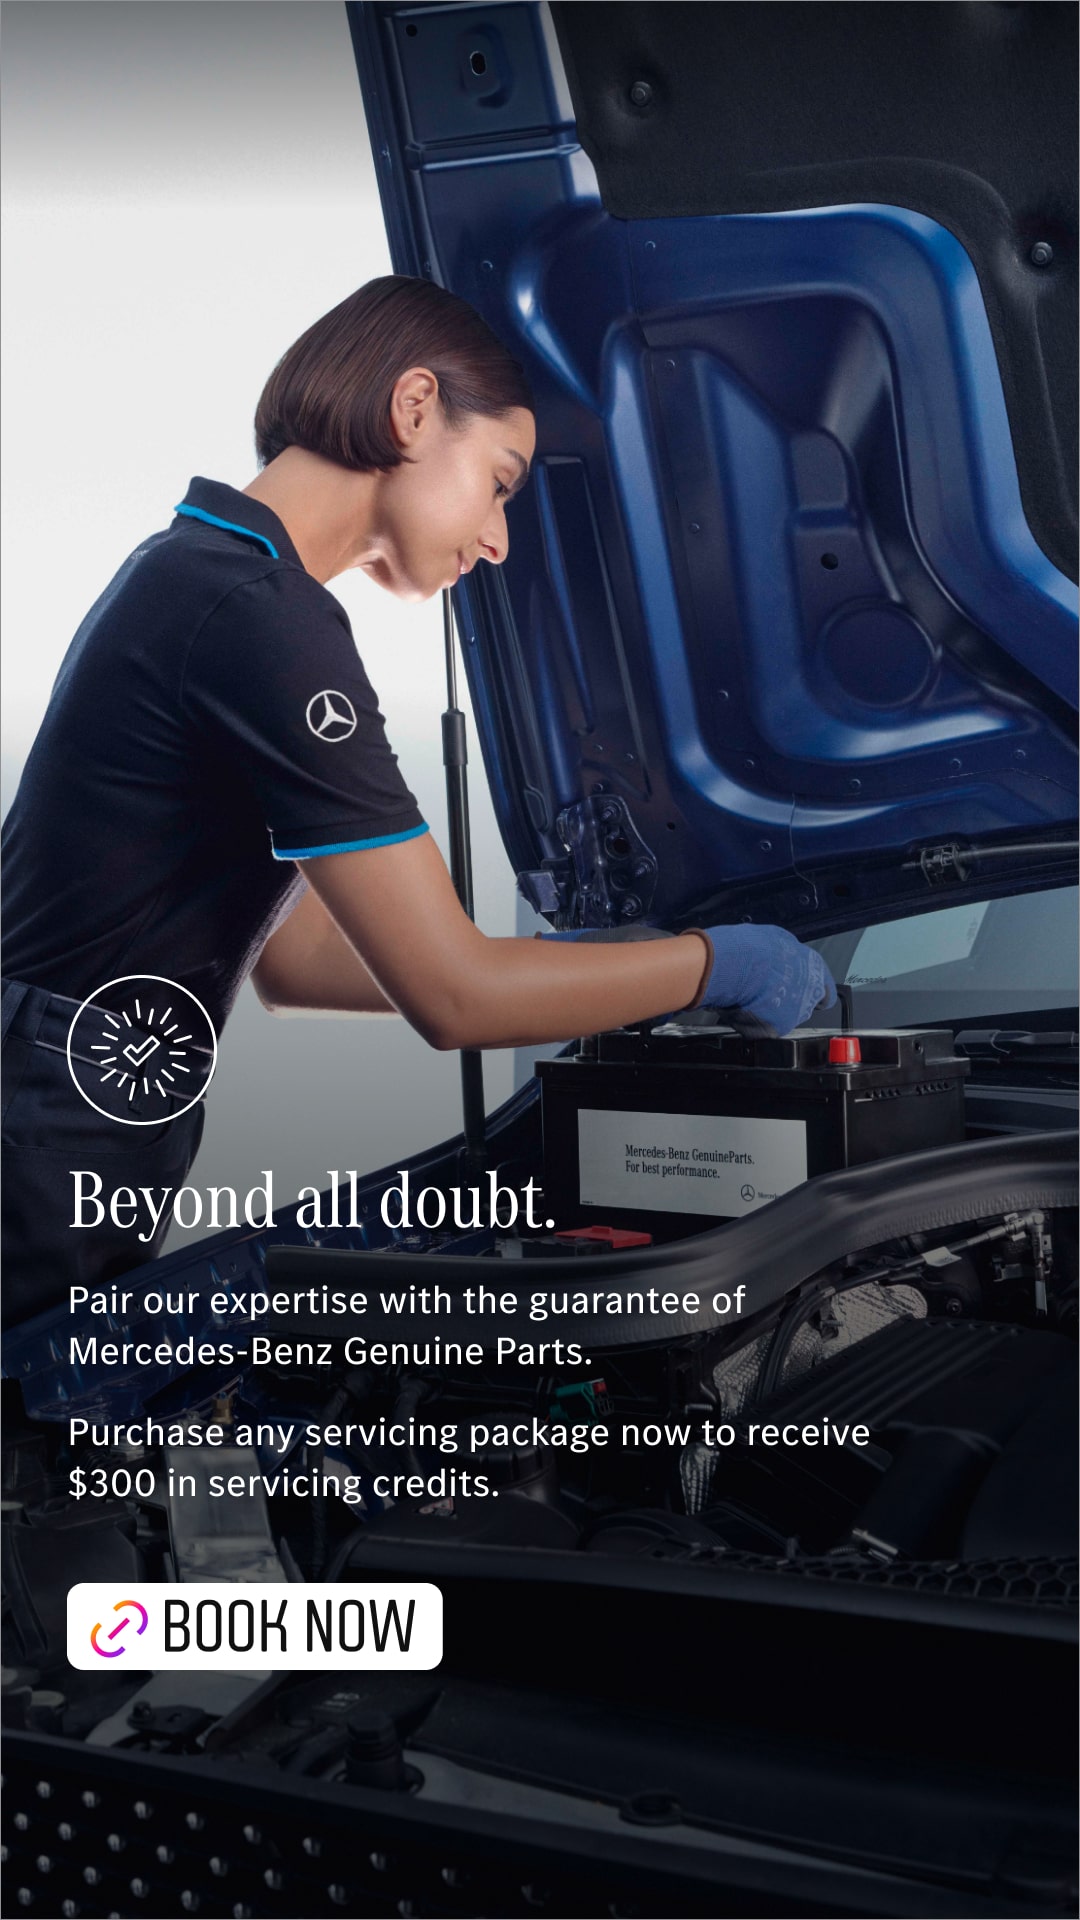 Mercedes-Benz GenuineParts.
For best performance.
Beyond all doubt.
Pair our expertise with the guarantee of
Mercedes-Benz Genuine Parts.
Purchase any servicing package now to receive
$300 in servicing credits.
BOOK NOW